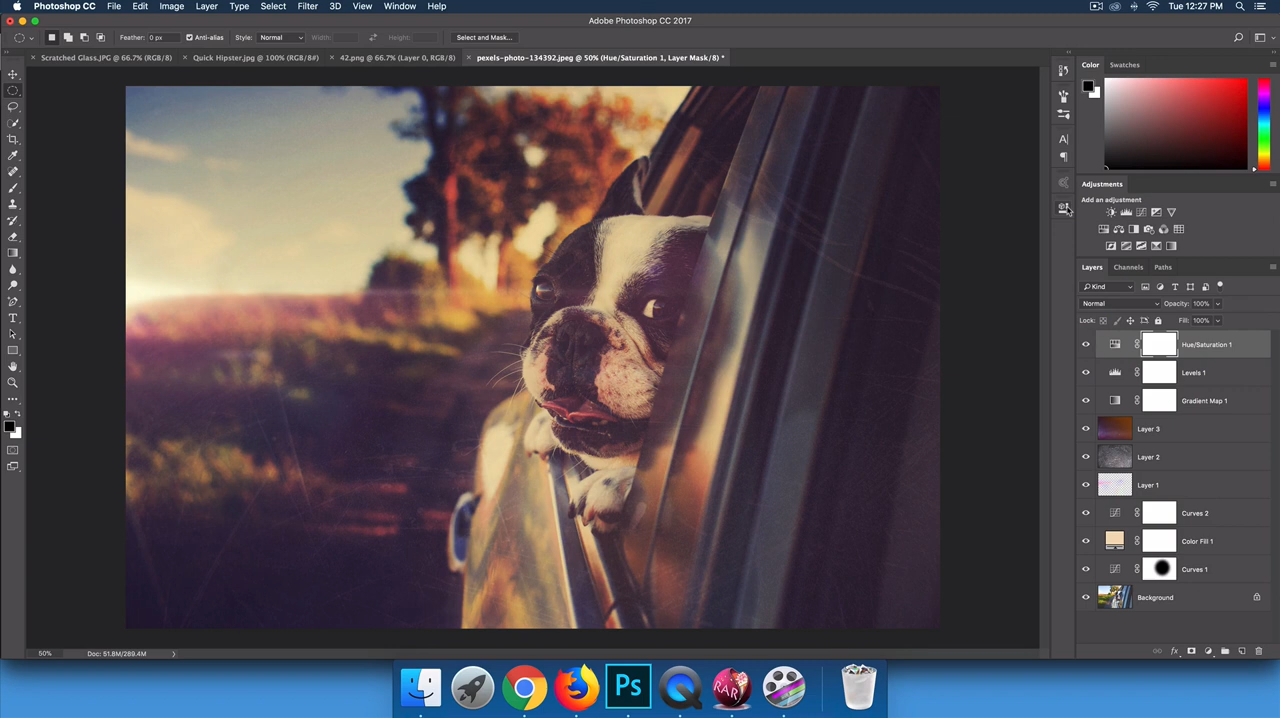 Photoshop CC File Edit Image Layer Type Select Filter 3D View Window Help Tue 12:27 PM
Adobe Photoshop CC 2017
Feather: 0 px Anti-alias Style: Normal Width: Height: Select and Mask...
Scratched Glass.JPG @ 66.7% (RGB/8) Quick Hipster.jpg @ 100% (RGB/8#) 42.png @ 66.7% (Layer 0, RGB/8) pexels-photo-134392.jpeg @ 50% (Hue/Saturation 1, Layer Mask/8) *
Color Swatches
Adjustments
Add an adjustment
Layers Channels Paths
Kind
Normal Opacity: 100%
Lock: Fill: 100%
Hue/Saturation 1
Levels 1
Gradient Map 1
Layer 3
Layer 2
Layer 1
Curves 2
Color Fill 1
Curves 1
Background
50% Doc: 51.8M/289.4M
Ps
RAR